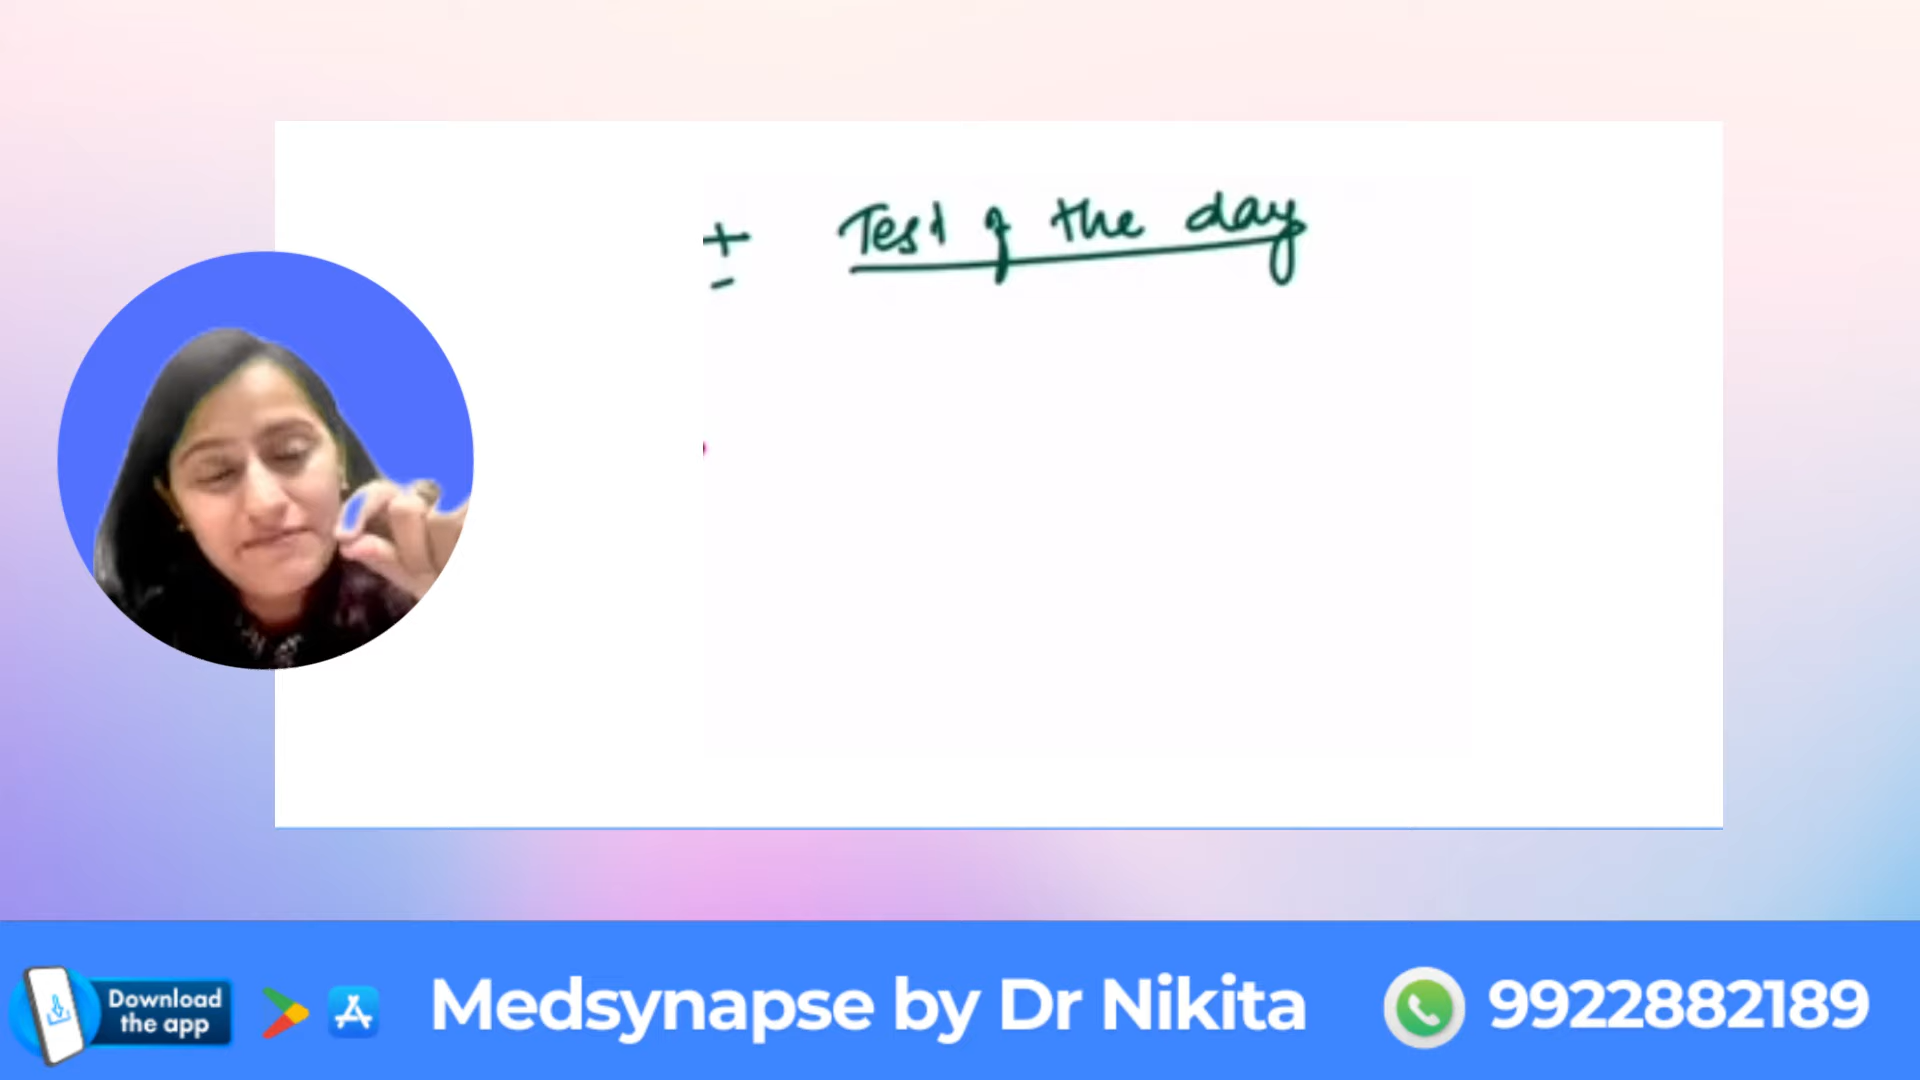 + Test of the day
-
Download
the app
Medsynapse by Dr Nikita
9922882189